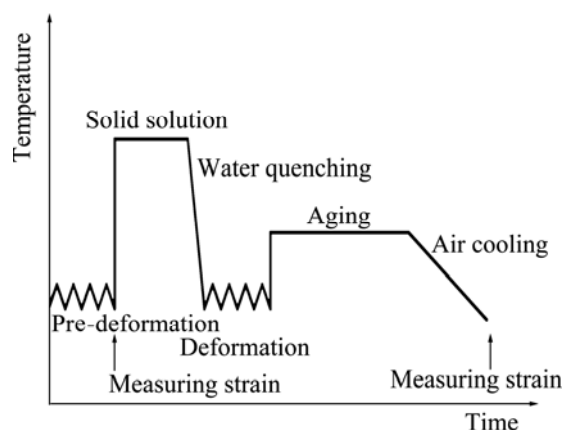 Temperature
Solid solution
Water quenching
Aging
Air cooling
Pre-deformation
Deformation
Measuring strain
Measuring strain
Time